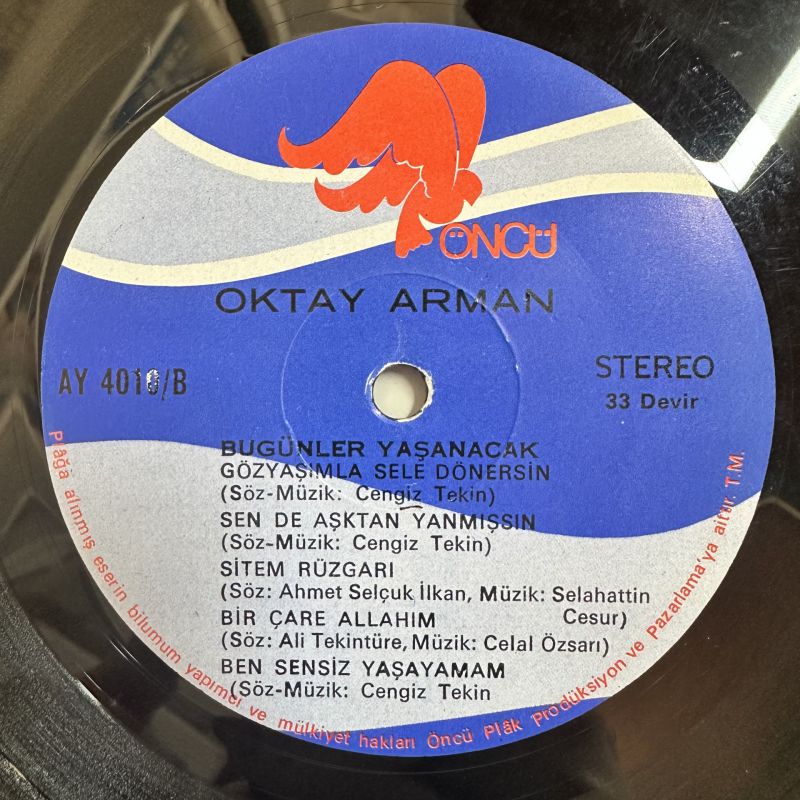 ÖNCÜ
OKTAY ARMAN
AY 4010/B
STEREO
33 Devir
BUGÜNLER YAŞANACAK
GÖZYAŞIMLA SELE DÖNERSİN
(Söz-Müzik: Cengiz Tekin)
SEN DE AŞKTAN YANMIŞSIN
(Söz-Müzik: Cengiz Tekin)
SİTEM RÜZGARI
(Söz: Ahmet Selçuk İlkan, Müzik: Selahattin
Cesur)
BİR ÇARE ALLAHIM
(Söz: Ali Tekintüre, Müzik: Celal Özsarı)
BEN SENSİZ YAŞAYAMAM
(Söz-Müzik: Cengiz Tekin
Plâğa alınmış eserin bilumum yapımcı ve mülkiyet hakları Öncü Plâk Prodüksiyon ve Pazarlama'ya aittir. T.M.